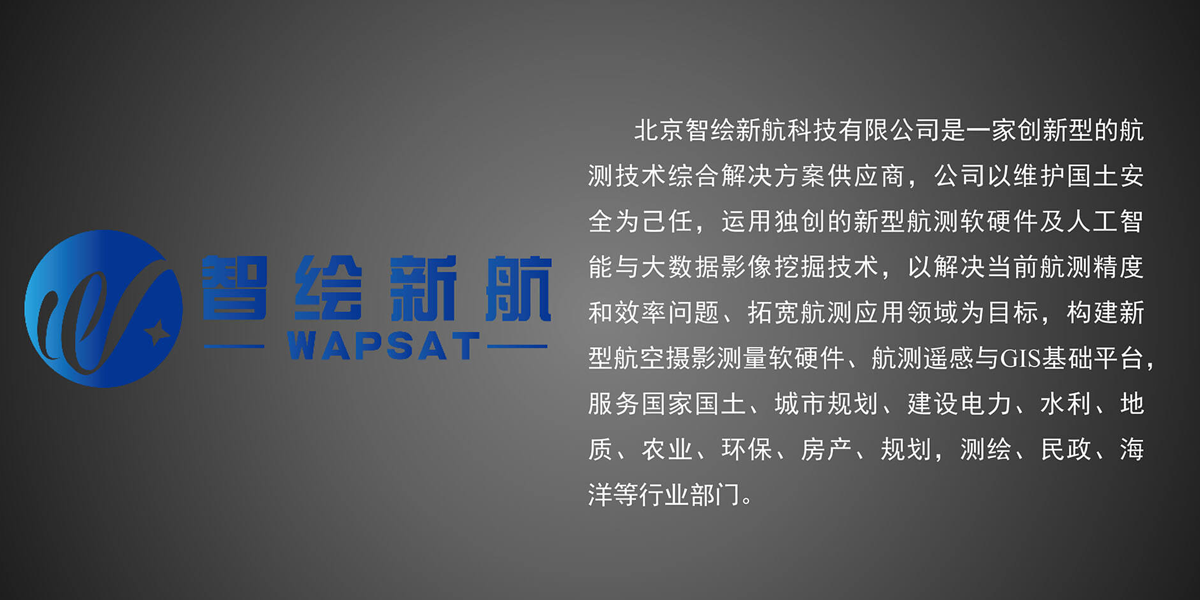 智绘新航
WAPSAT
北京智绘新航科技有限公司是一家创新型的航
测技术综合解决方案供应商，公司以维护国土安
全为己任，运用独创的新型航测软硬件及人工智
能与大数据影像挖掘技术，以解决当前航测精度
和效率问题、拓宽航测应用领域为目标，构建新
型航空摄影测量软硬件、航测遥感与GIS基础平台，
服务国家国土、城市规划、建设电力、水利、地
质、农业、环保、房产、规划，测绘、民政、海
洋等行业部门。